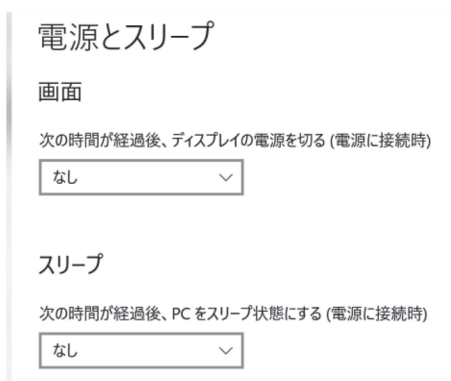 電源とスリープ
画面
次の時間が経過後、ディスプレイの電源を切る (電源に接続時)
なし
スリープ
次の時間が経過後、PC をスリープ状態にする (電源に接続時)
なし